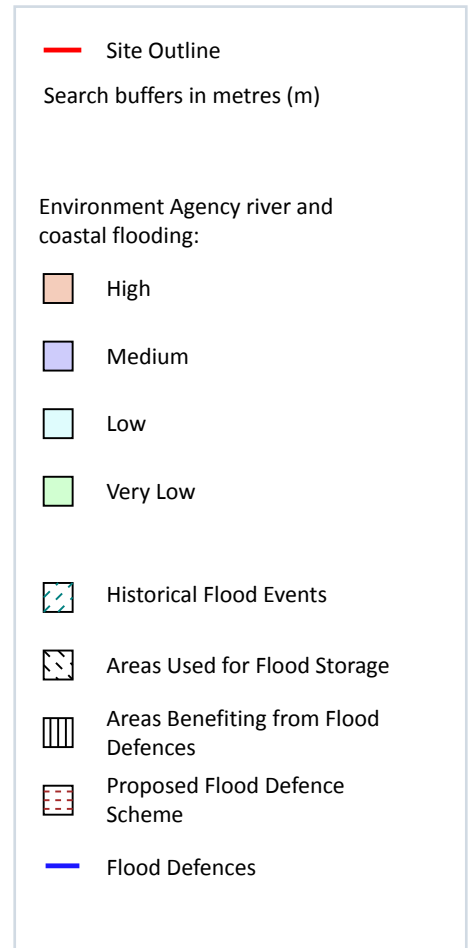 Site Outline
Search buffers in metres (m)
Environment Agency river and
coastal flooding:
High
Medium
Low
Very Low
Historical Flood Events
Areas Used for Flood Storage
Areas Benefiting from Flood
Defences
Proposed Flood Defence
Scheme
Flood Defences